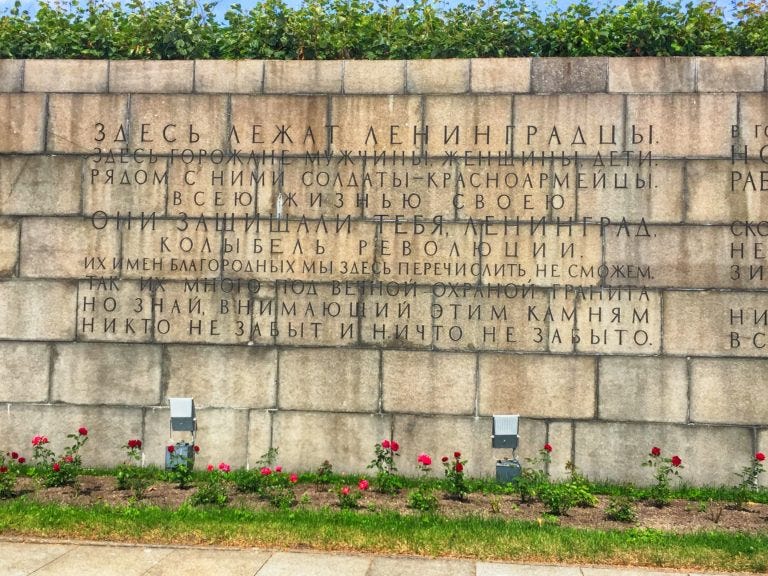 ЗДЕСЬ ЛЕЖАТ ЛЕНИНГРАДЦЫ.
ЗДЕСЬ ГОРОЖАНЕ МУЖЧИНЫ, ЖЕНЩИНЫ, ДЕТИ.
РЯДОМ С НИМИ СОЛДАТЫ-КРАСНОАРМЕЙЦЫ.
ВСЕЮ ЖИЗНЬЮ СВОЕЮ
ОНИ ЗАЩИЩАЛИ ТЕБЯ, ЛЕНИНГРАД,
КОЛЫБЕЛЬ РЕВОЛЮЦИИ.
ИХ ИМЕН БЛАГОРОДНЫХ МЫ ЗДЕСЬ ПЕРЕЧИСЛИТЬ НЕ СМОЖЕМ,
ТАК ИХ МНОГО ПОД ВЕЧНОЙ ОХРАНОЙ ГРАНИТА
НО ЗНАЙ, ВНИМАЮЩИЙ ЭТИМ КАМНЯМ
НИКТО НЕ ЗАБЫТ И НИЧТО НЕ ЗАБЫТО.